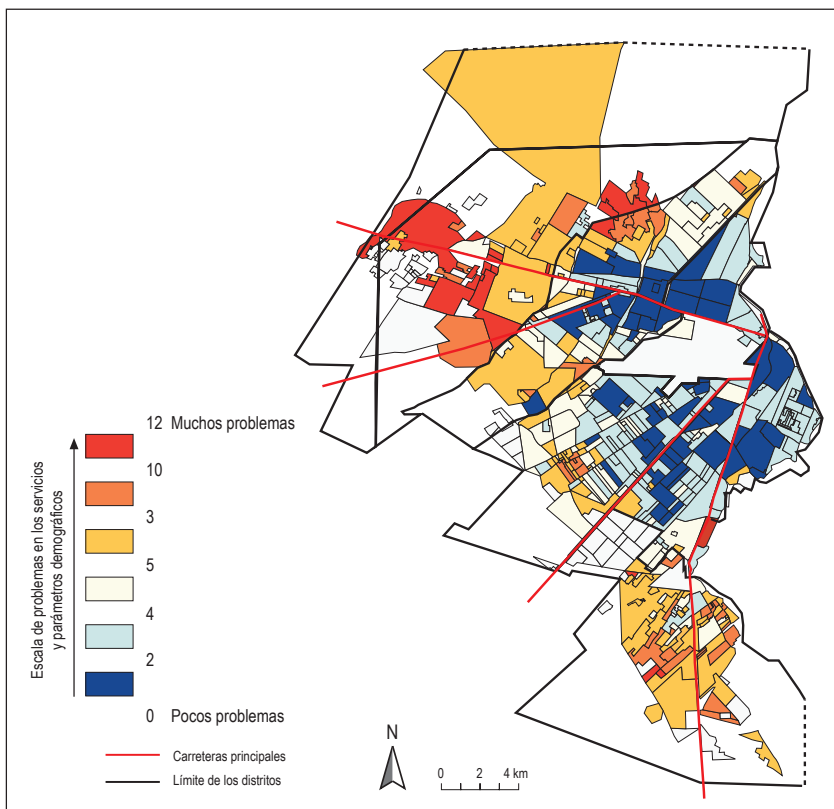 Escala de problemas en los servicios
y parámetros demográficos
12 Muchos problemas
10
3
5
4
2
0 Pocos problemas
Carreteras principales
Límite de los distritos
N
0 2 4 km